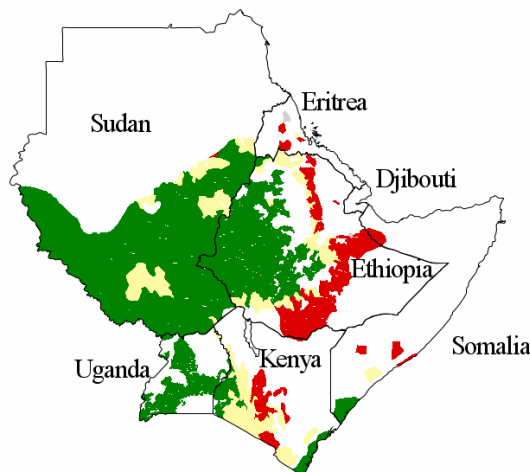 Eritrea
Sudan
Djibouti
Ethiopia
Somalia
Uganda
Kenya